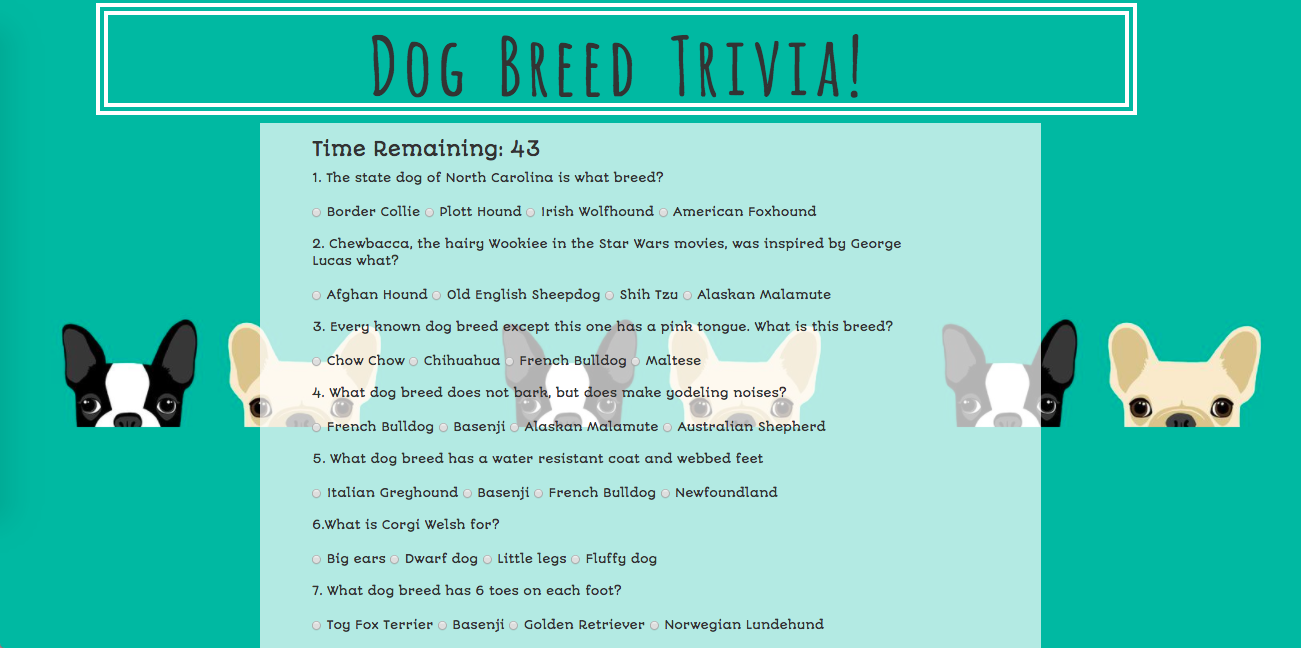 Dog Breed Trivia!
Time Remaining: 43
1. The state dog of North Carolina is what breed?
Border Collie Plott Hound Irish Wolfhound American Foxhound
2. Chewbacca, the hairy Wookiee in the Star Wars movies, was inspired by George
Lucas what?
Afghan Hound Old English Sheepdog Shih Tzu Alaskan Malamute
3. Every known dog breed except this one has a pink tongue. What is this breed?
Chow Chow Chihuahua French Bulldog Maltese
4. What dog breed does not bark, but does make yodeling noises?
French Bulldog Basenji Alaskan Malamute Australian Shepherd
5. What dog breed has a water resistant coat and webbed feet
Italian Greyhound Basenji French Bulldog Newfoundland
6.What is Corgi Welsh for?
Big ears Dwarf dog Little legs Fluffy dog
7. What dog breed has 6 toes on each foot?
Toy Fox Terrier Basenji Golden Retriever Norwegian Lundehund